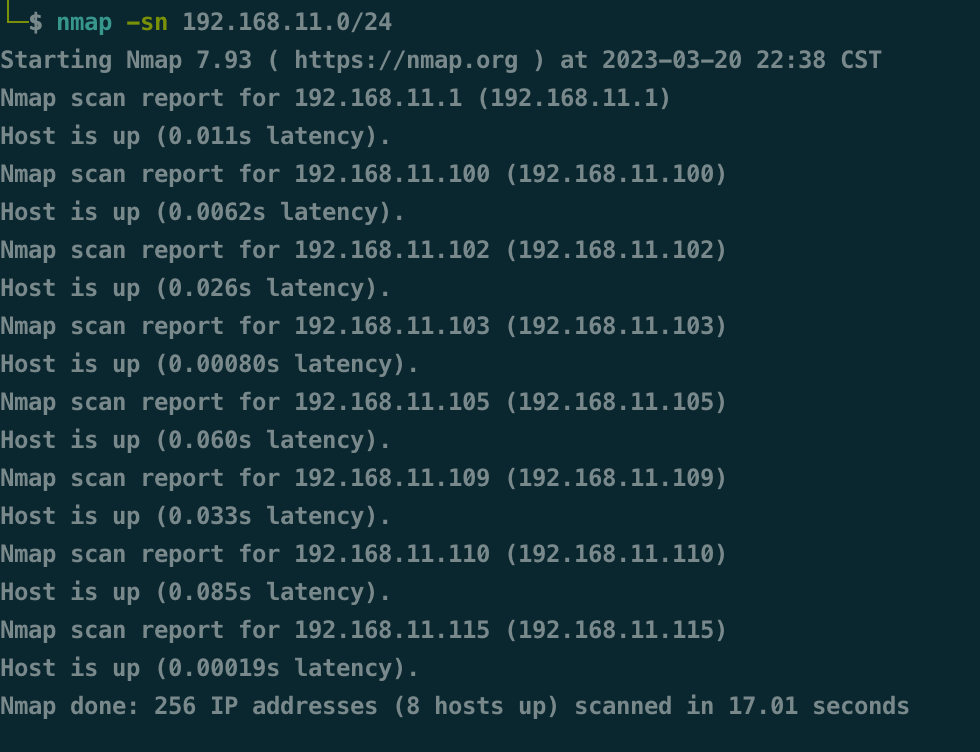 └─$ nmap -sn 192.168.11.0/24
Starting Nmap 7.93 ( https://nmap.org ) at 2023-03-20 22:38 CST
Nmap scan report for 192.168.11.1 (192.168.11.1)
Host is up (0.011s latency).
Nmap scan report for 192.168.11.100 (192.168.11.100)
Host is up (0.0062s latency).
Nmap scan report for 192.168.11.102 (192.168.11.102)
Host is up (0.026s latency).
Nmap scan report for 192.168.11.103 (192.168.11.103)
Host is up (0.00080s latency).
Nmap scan report for 192.168.11.105 (192.168.11.105)
Host is up (0.060s latency).
Nmap scan report for 192.168.11.109 (192.168.11.109)
Host is up (0.033s latency).
Nmap scan report for 192.168.11.110 (192.168.11.110)
Host is up (0.085s latency).
Nmap scan report for 192.168.11.115 (192.168.11.115)
Host is up (0.00019s latency).
Nmap done: 256 IP addresses (8 hosts up) scanned in 17.01 seconds